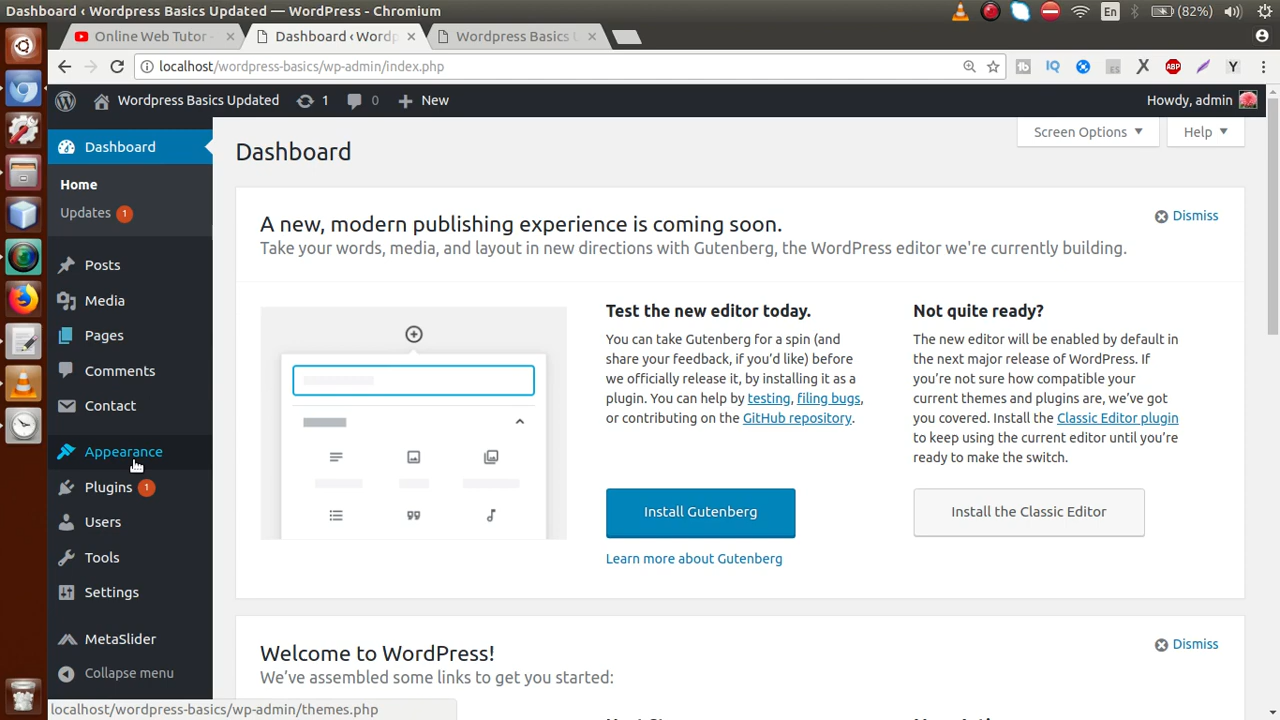 Dashboard ‹ Wordpress Basics Updated — WordPress - Chromium
En
(82%)
Online Web Tutor -
Dashboard ‹ Wordp
Wordpress Basics U
localhost/wordpress-basics/wp-admin/index.php
fb
IQ
ES
X
ABP
Y
Wordpress Basics Updated
1
0
New
Howdy, admin
Dashboard
Home
Updates 1
Posts
Media
Pages
Comments
Contact
Appearance
Plugins 1
Users
Tools
Settings
MetaSlider
Collapse menu
Screen Options
Help
Dashboard
A new, modern publishing experience is coming soon.
Dismiss
Take your words, media, and layout in new directions with Gutenberg, the WordPress editor we're currently building.
Test the new editor today.
You can take Gutenberg for a spin (and
share your feedback, if you'd like) before
we officially release it, by installing it as a
plugin. You can help by testing, filing bugs,
or contributing on the GitHub repository.
Install Gutenberg
Learn more about Gutenberg
Not quite ready?
The new editor will be enabled by default in
the next major release of WordPress. If
you're not sure how compatible your
current themes and plugins are, we've got
you covered. Install the Classic Editor plugin
to keep using the current editor until you're
ready to make the switch.
Install the Classic Editor
Welcome to WordPress!
Dismiss
We've assembled some links to get you started:
localhost/wordpress-basics/wp-admin/themes.php